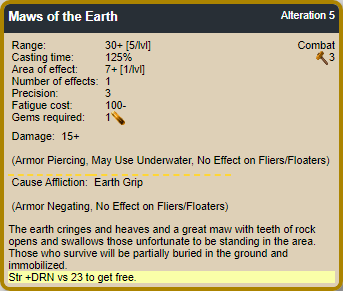 Maws of the Earth Alteration 5
Range: 30+ [5/lvl] Combat
Casting time: 125% 3
Area of effect: 7+ [1/lvl]
Number of effects: 1
Precision: 3
Fatigue cost: 100-
Gems required: 1
Damage: 15+
(Armor Piercing, May Use Underwater, No Effect on Fliers/Floaters)
Cause Affliction: Earth Grip
(Armor Negating, No Effect on Fliers/Floaters)
The earth cringes and heaves and a great maw with teeth of rock
opens and swallows those unfortunate to be standing in the area.
Those who survive will be partially buried in the ground and
immobilized.
Str +DRN vs 23 to get free.